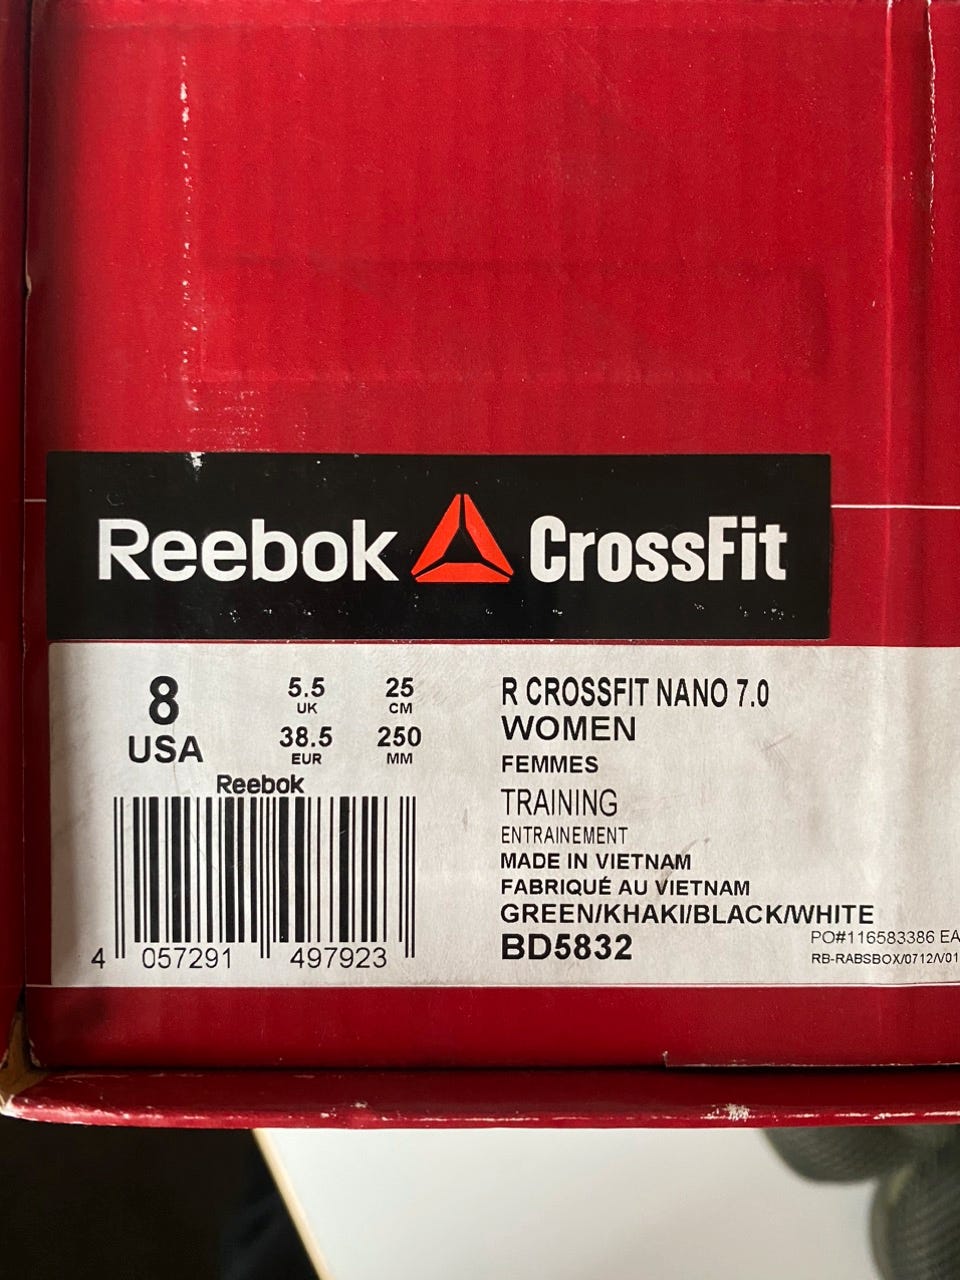 Reebok CrossFit
8
USA
5.5
UK
38.5
EUR
25
CM
250
MM
Reebok
4 057291 497923
R CROSSFIT NANO 7.0
WOMEN
FEMMES
TRAINING
ENTRAINEMENT
MADE IN VIETNAM
FABRIQUÉ AU VIETNAM
GREEN/KHAKI/BLACK/WHITE
BD5832
PO#116583386 EA
RB-RABSBOX/0712/V01